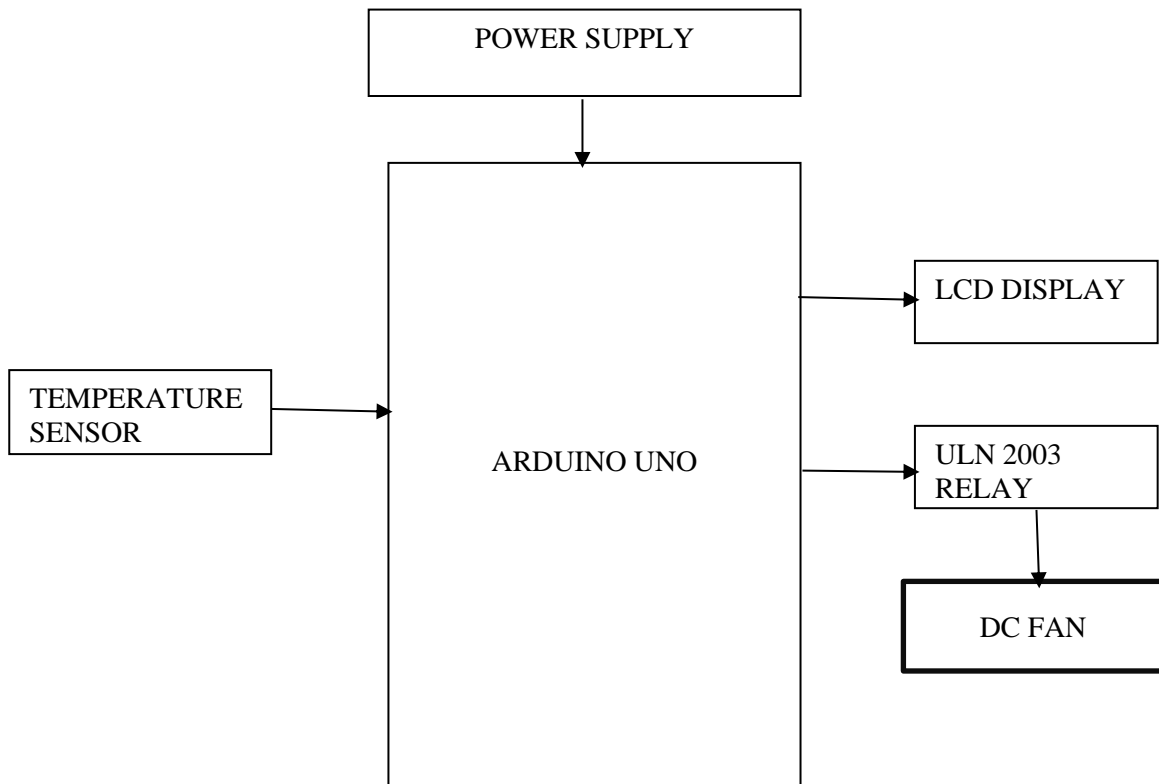 POWER SUPPLY
LCD DISPLAY
TEMPERATURE
SENSOR
ARDUINO UNO
ULN 2003
RELAY
DC FAN